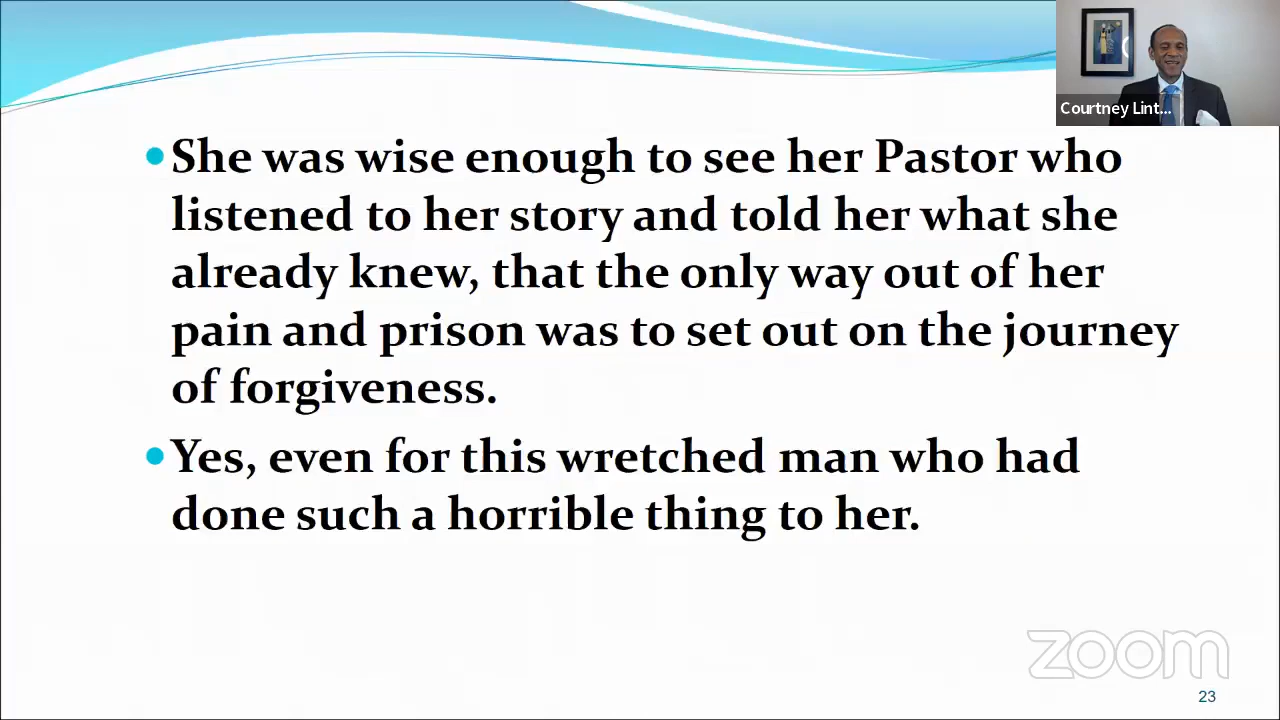 Courtney Lint...
•She was wise enough to see her Pastor who
listened to her story and told her what she
already knew, that the only way out of her
pain and prison was to set out on the journey
of forgiveness.
•Yes, even for this wretched man who had
done such a horrible thing to her.
zoom
23